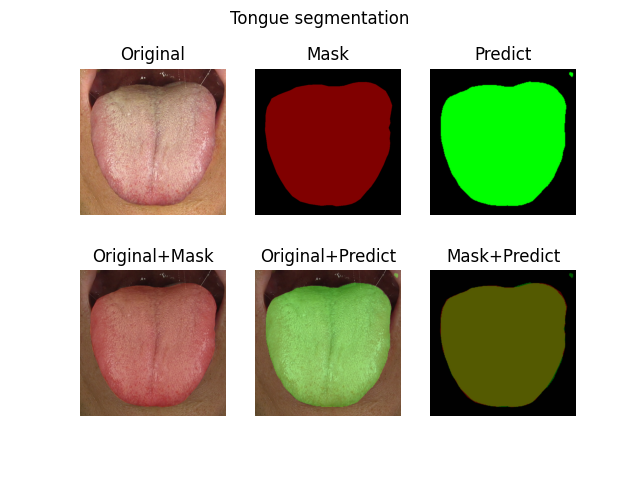 Tongue segmentation
Original
Mask
Predict
Original+Mask
Original+Predict
Mask+Predict